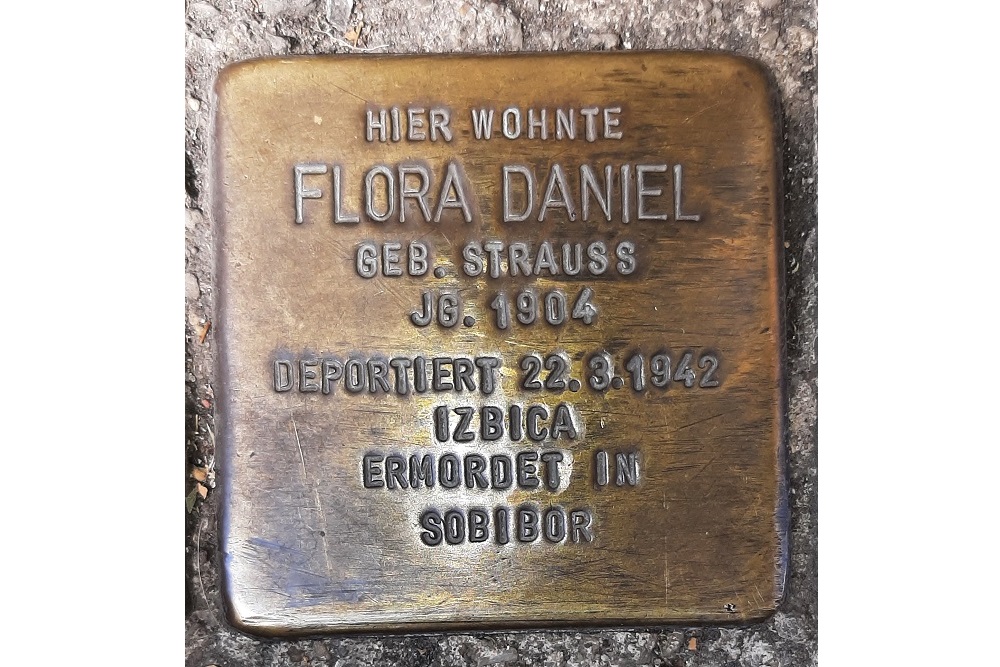 HIER WOHNTE
FLORA DANIEL
GEB. STRAUSS
JG. 1904
DEPORTIERT 22.3.1942
IZBICA
ERMORDET IN
SOBIBOR